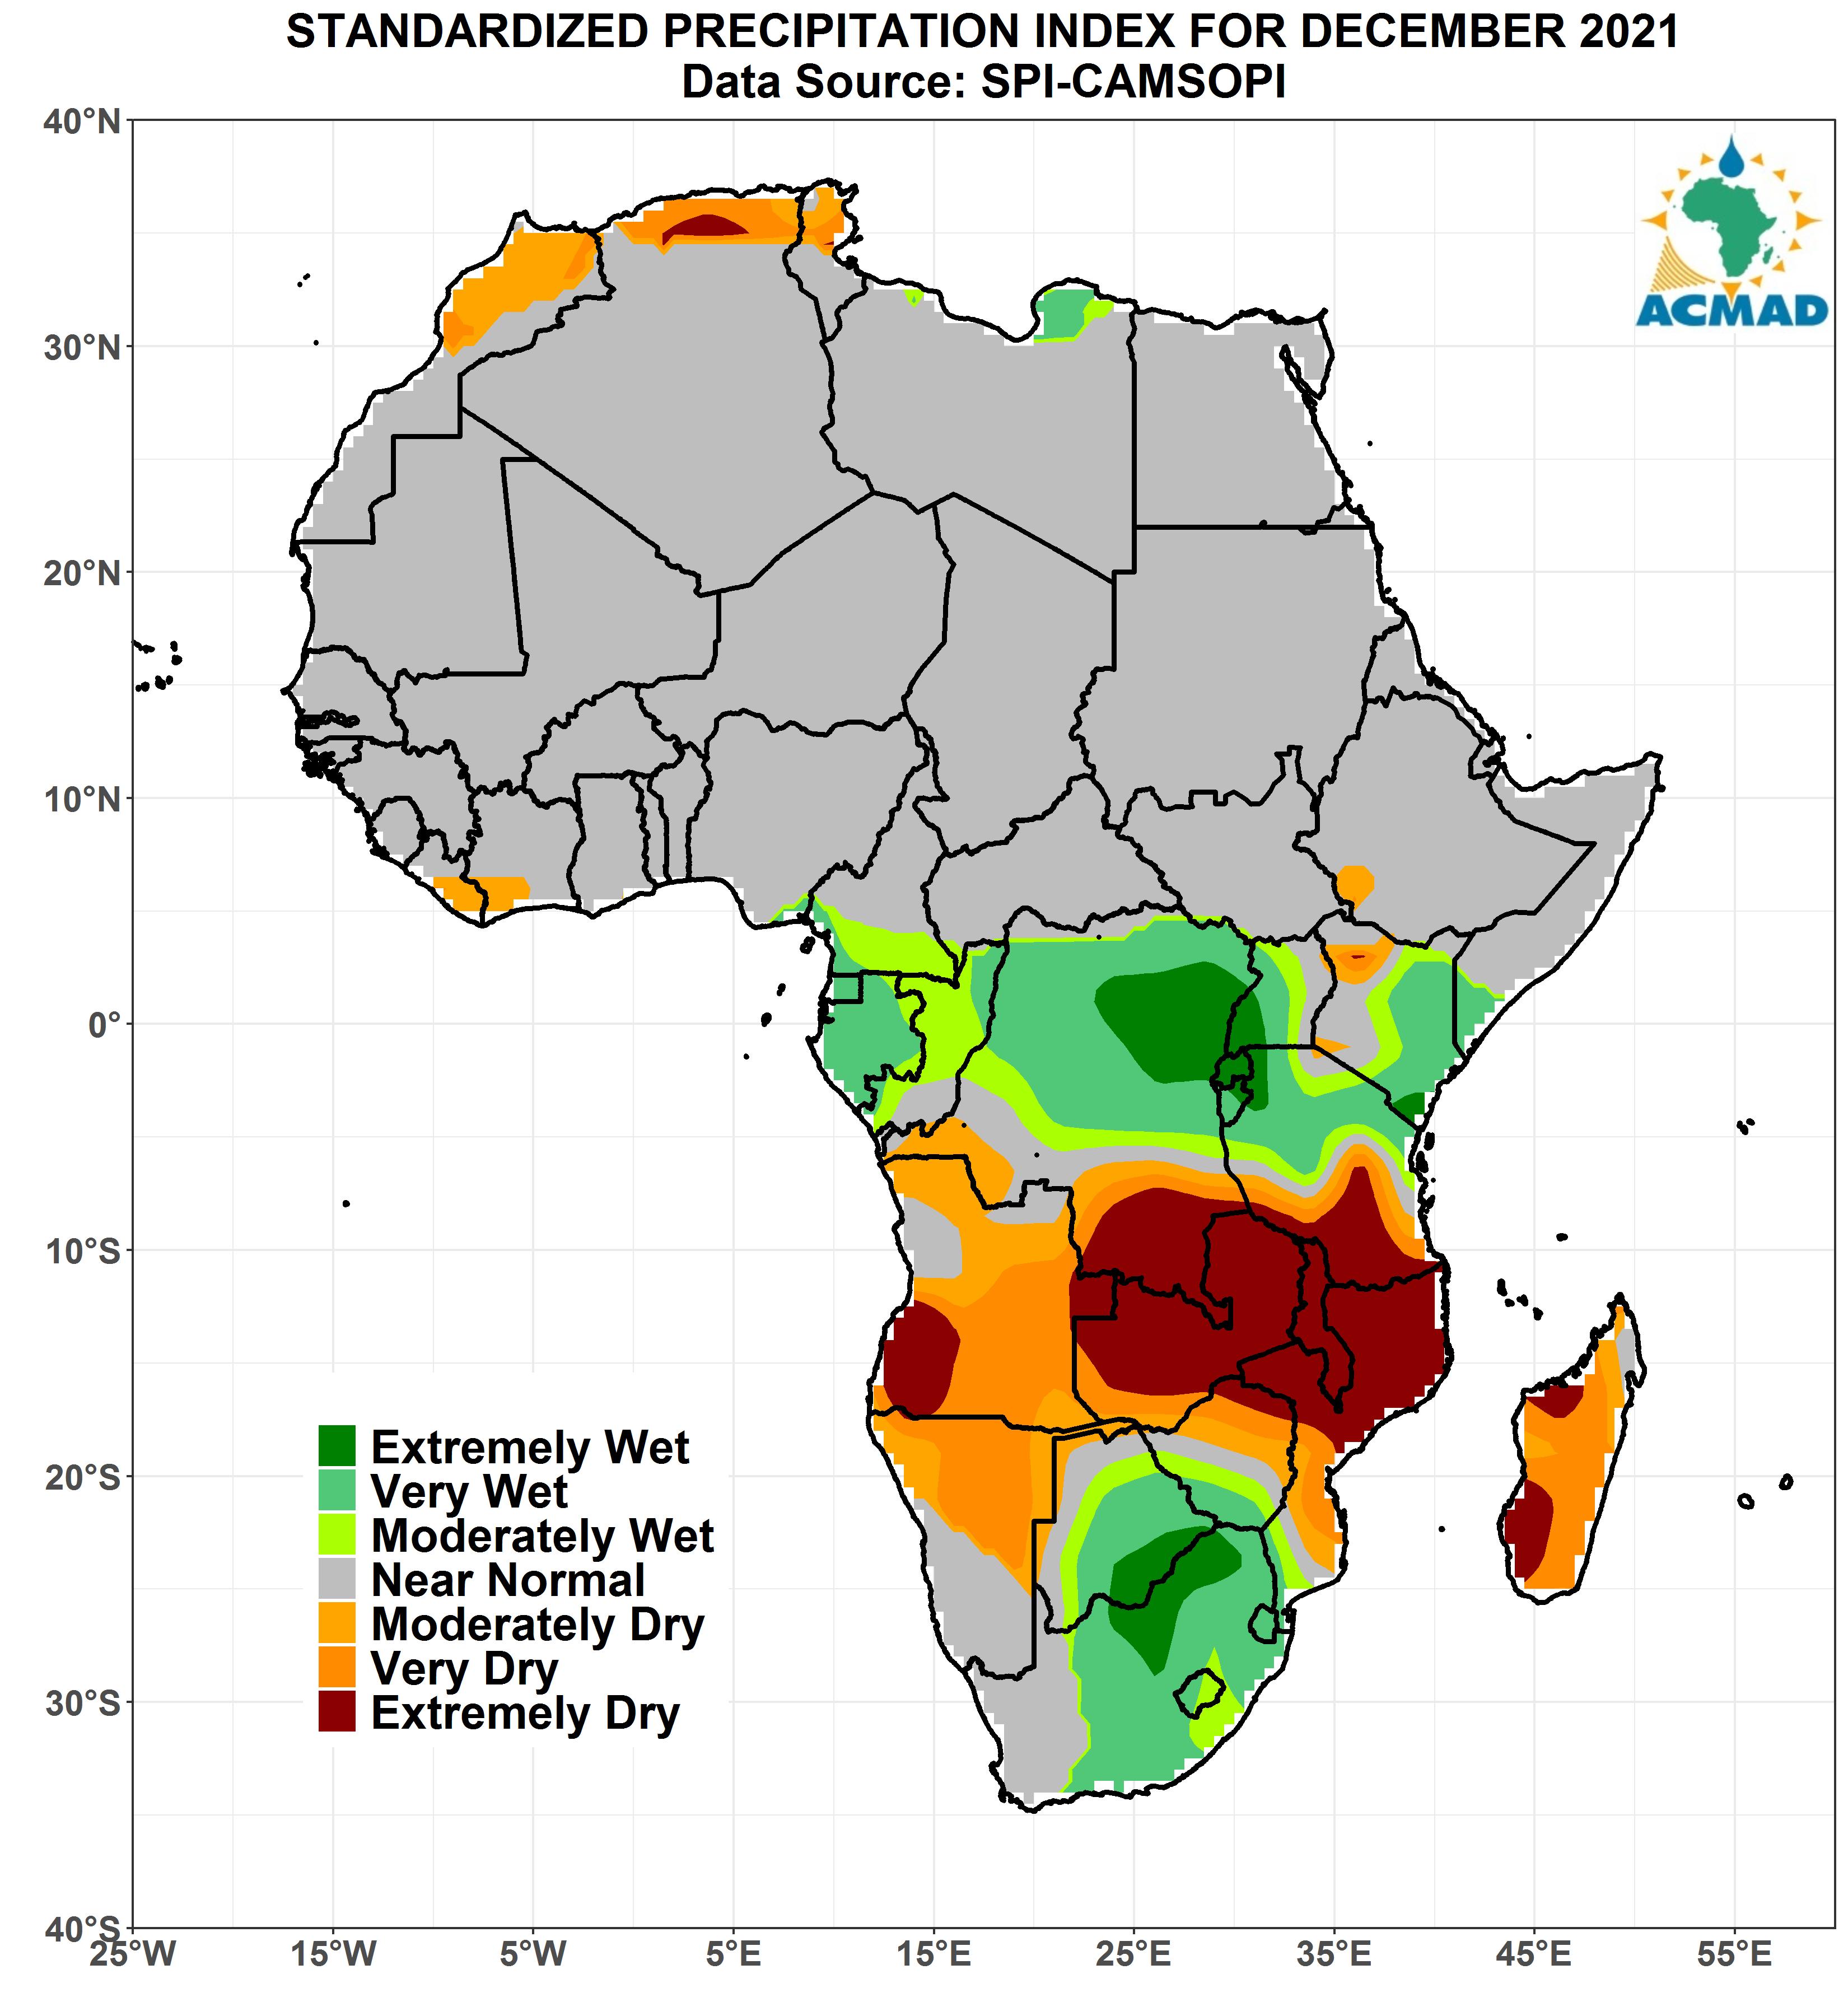 STANDARDIZED PRECIPITATION INDEX FOR DECEMBER 2021
Data Source: SPI-CAMSOPI
40°N
30°N
20°N
10°N
0°
10°S
20°S
30°S
40°S
ACMAD
Extremely Wet
Very Wet
Moderately Wet
Near Normal
Moderately Dry
Very Dry
Extremely Dry
25°W 15°W 5°W 5°E 15°E 25°E 35°E 45°E 55°E